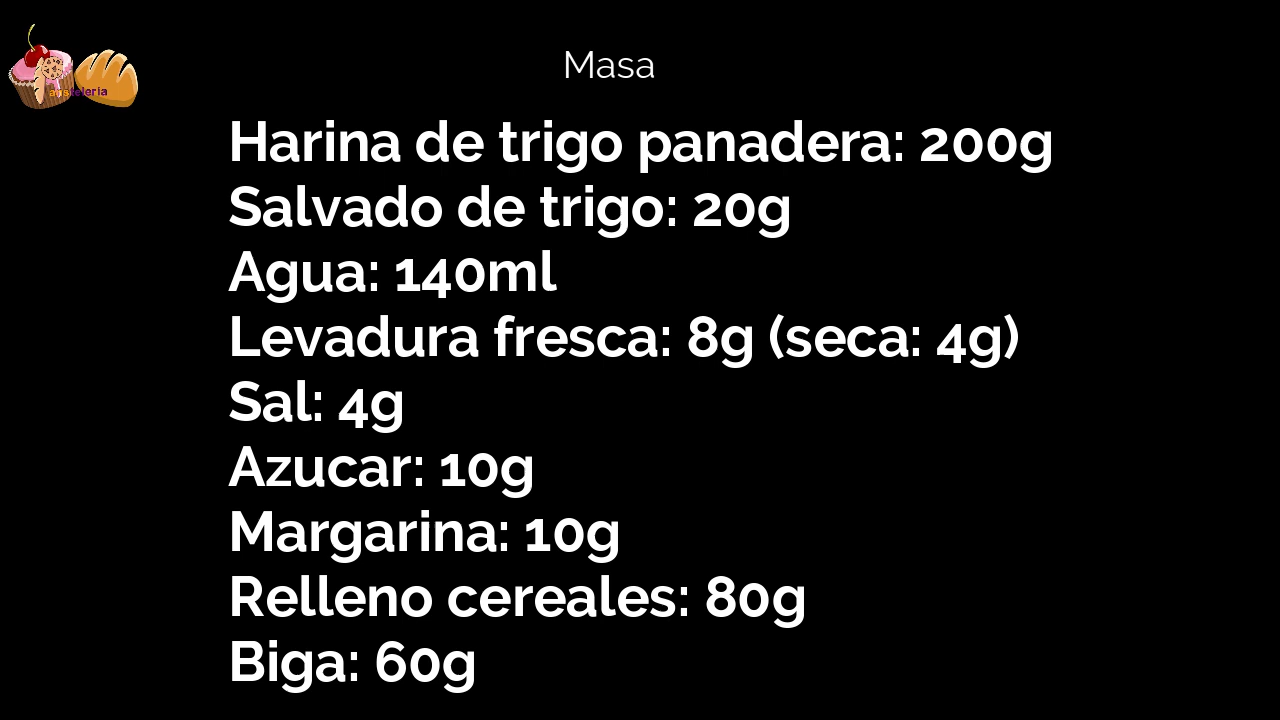 Masa
Harina de trigo panadera: 200g
Salvado de trigo: 20g
Agua: 140ml
Levadura fresca: 8g (seca: 4g)
Sal: 4g
Azucar: 10g
Margarina: 10g
Relleno cereales: 80g
Biga: 60g